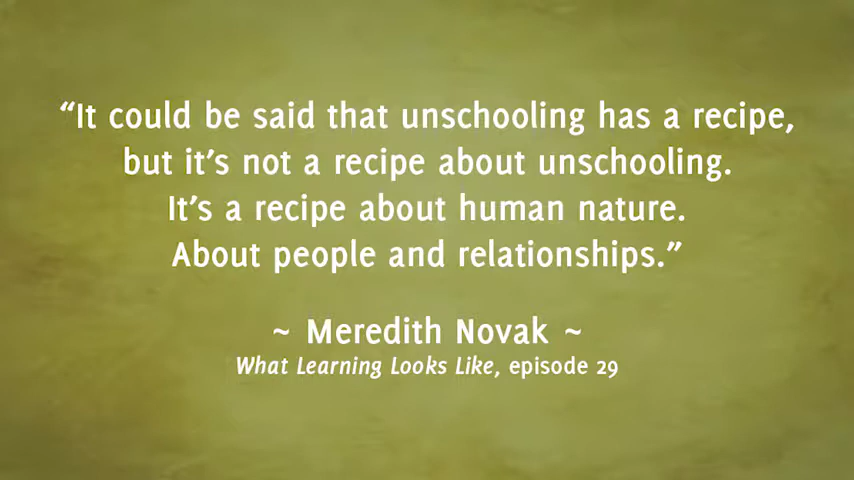 “It could be said that unschooling has a recipe,
but it’s not a recipe about unschooling.
It’s a recipe about human nature.
About people and relationships.”
~ Meredith Novak ~
What Learning Looks Like, episode 29